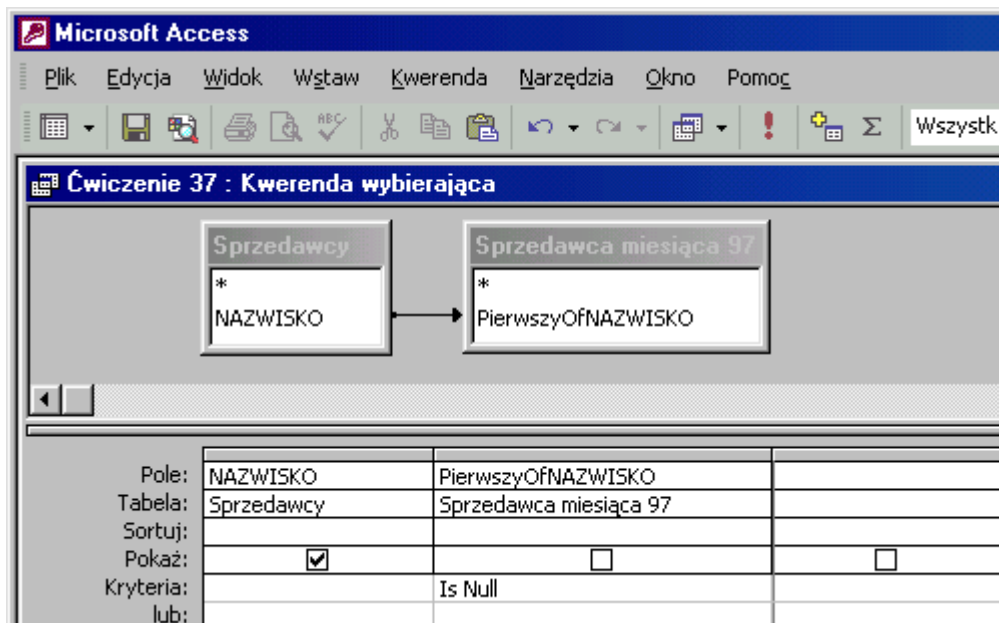 Microsoft Access
Plik Edycja Widok Wstaw Kwerenda Narzędzia Okno Pomoc
ABC Σ Wszystk
Ćwiczenie 37 : Kwerenda wybierająca
Sprzedawcy Sprzedawca miesiąca 97
* *
NAZWISKO PierwszyOfNAZWISKO
Pole: NAZWISKO PierwszyOfNAZWISKO
Tabela: Sprzedawcy Sprzedawca miesiąca 97
Sortuj:
Pokaż:
Kryteria: Is Null
lub: